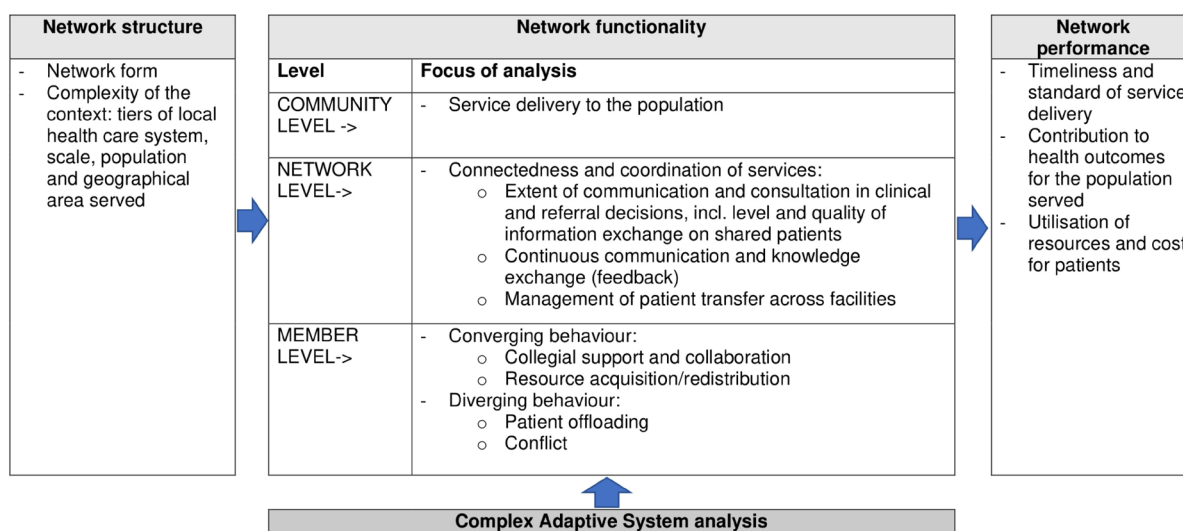 Network structure
- Network form
- Complexity of the
context: tiers of local
health care system,
scale, population
and geographical
area served
Network functionality
Level Focus of analysis
COMMUNITY
LEVEL ->
- Service delivery to the population
NETWORK
LEVEL->
- Connectedness and coordination of services:
o Extent of communication and consultation in clinical
and referral decisions, incl. level and quality of
information exchange on shared patients
o Continuous communication and knowledge
exchange (feedback)
o Management of patient transfer across facilities
MEMBER
LEVEL->
- Converging behaviour:
o Collegial support and collaboration
o Resource acquisition/redistribution
- Diverging behaviour:
o Patient offloading
o Conflict
Network
performance
- Timeliness and
standard of service
delivery
- Contribution to
health outcomes
for the population
served
- Utilisation of
resources and cost
for patients
Complex Adaptive System analysis